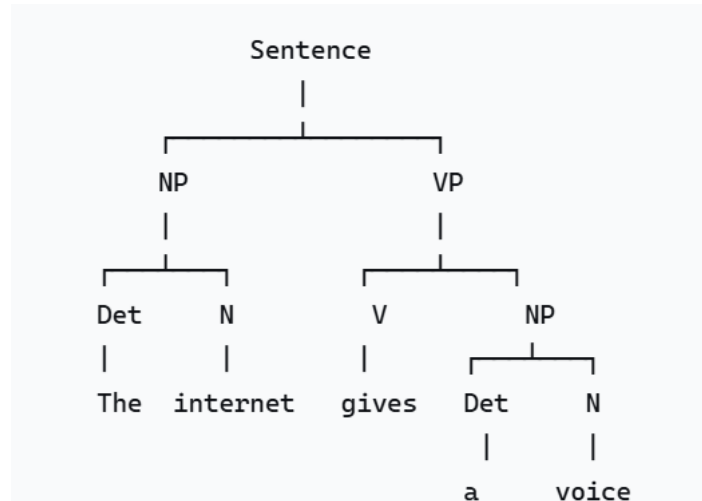 Sentence
NP VP
Det N V NP
The internet gives Det N
a voice